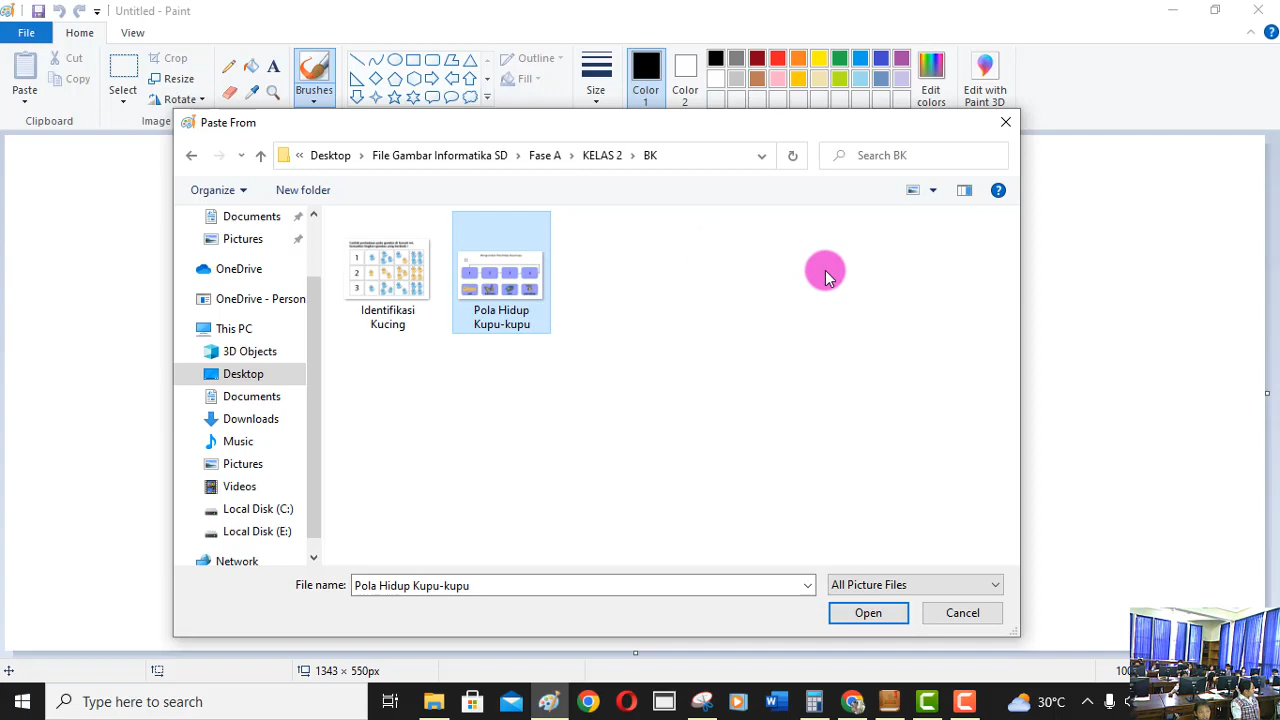 Untitled - Paint
File Home View
Paste
Cut
Copy
Clipboard
Select
Crop
Resize
Rotate
Image
Brushes
Outline
Fill
Size
Color 1
Color 2
Edit colors
Edit with Paint 3D
Paste From
« Desktop › File Gambar Informatika SD › Fase A › KELAS 2 › BK
Search BK
Organize
New folder
Documents
Pictures
OneDrive
OneDrive - Person
This PC
3D Objects
Desktop
Documents
Downloads
Music
Pictures
Videos
Local Disk (C:)
Local Disk (E:)
Network
1
2
3
Identifikasi
Kucing
Pola Hidup
Kupu-kupu
File name: Pola Hidup Kupu-kupu
All Picture Files
Open
Cancel
1343 × 550px
100
Type here to search
30°C